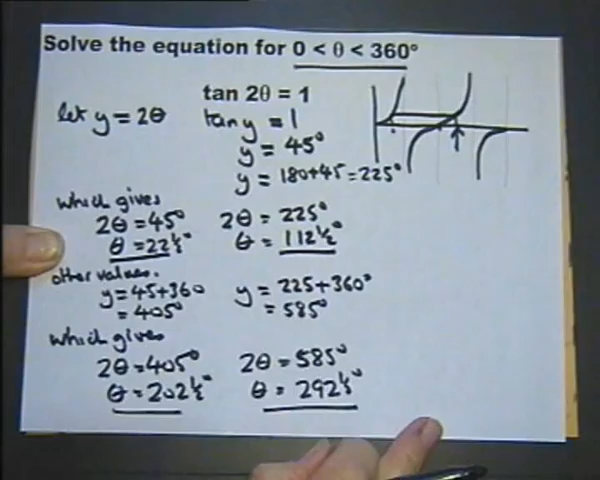 Solve the equation for 0 < θ < 360°
tan 2θ = 1
let y = 2θ
tan y = 1
y = 45°
y = 180+45 = 225°
which gives
2θ = 45° 2θ = 225°
θ = 22½° θ = 112½°
other values.
y = 45+360 y = 225+360°
= 405° = 585°
which gives
2θ = 405° 2θ = 585°
θ = 202½° θ = 292½°